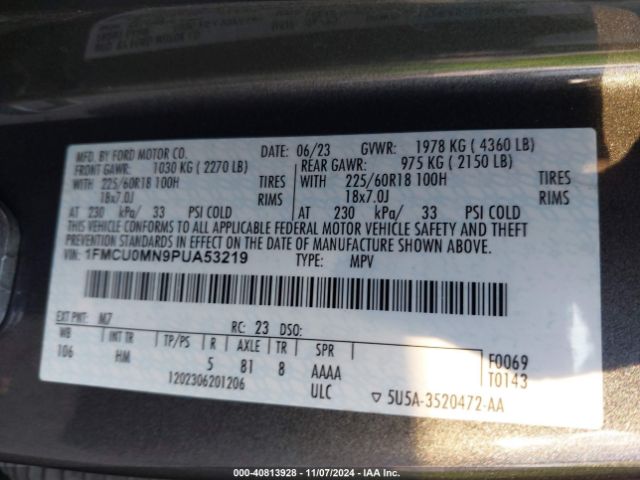 MFD. BY FORD MOTOR CO. DATE: 06/23 GVWR: 1978 KG ( 4360 LB)
FRONT GAWR: 1030 KG ( 2270 LB) REAR GAWR: 975 KG ( 2150 LB)
WITH 225/60R18 100H TIRES WITH 225/60R18 100H TIRES
18x7.0J RIMS 18x7.0J RIMS
AT 230 kPa/ 33 PSI COLD AT 230 kPa/ 33 PSI COLD
THIS VEHICLE CONFORMS TO ALL APPLICABLE FEDERAL MOTOR VEHICLE SAFETY AND BUMPER
STANDARDS IN EFFECT ON THE DATE OF MANUFACTURE SHOWN ABOVE.
VIN: 1FMCU0MN9PUA53219 TYPE: MPV
EXT PNT: M7 RC: 23 DSO:
WB INT TR TP/PS R AXLE TR SPR
106 HM 5 81 8 AAAA F0069
1202306201206 ULC T0143
5U5A-3520472-AA
000-40813928 - 11/07/2024 - IAA Inc.